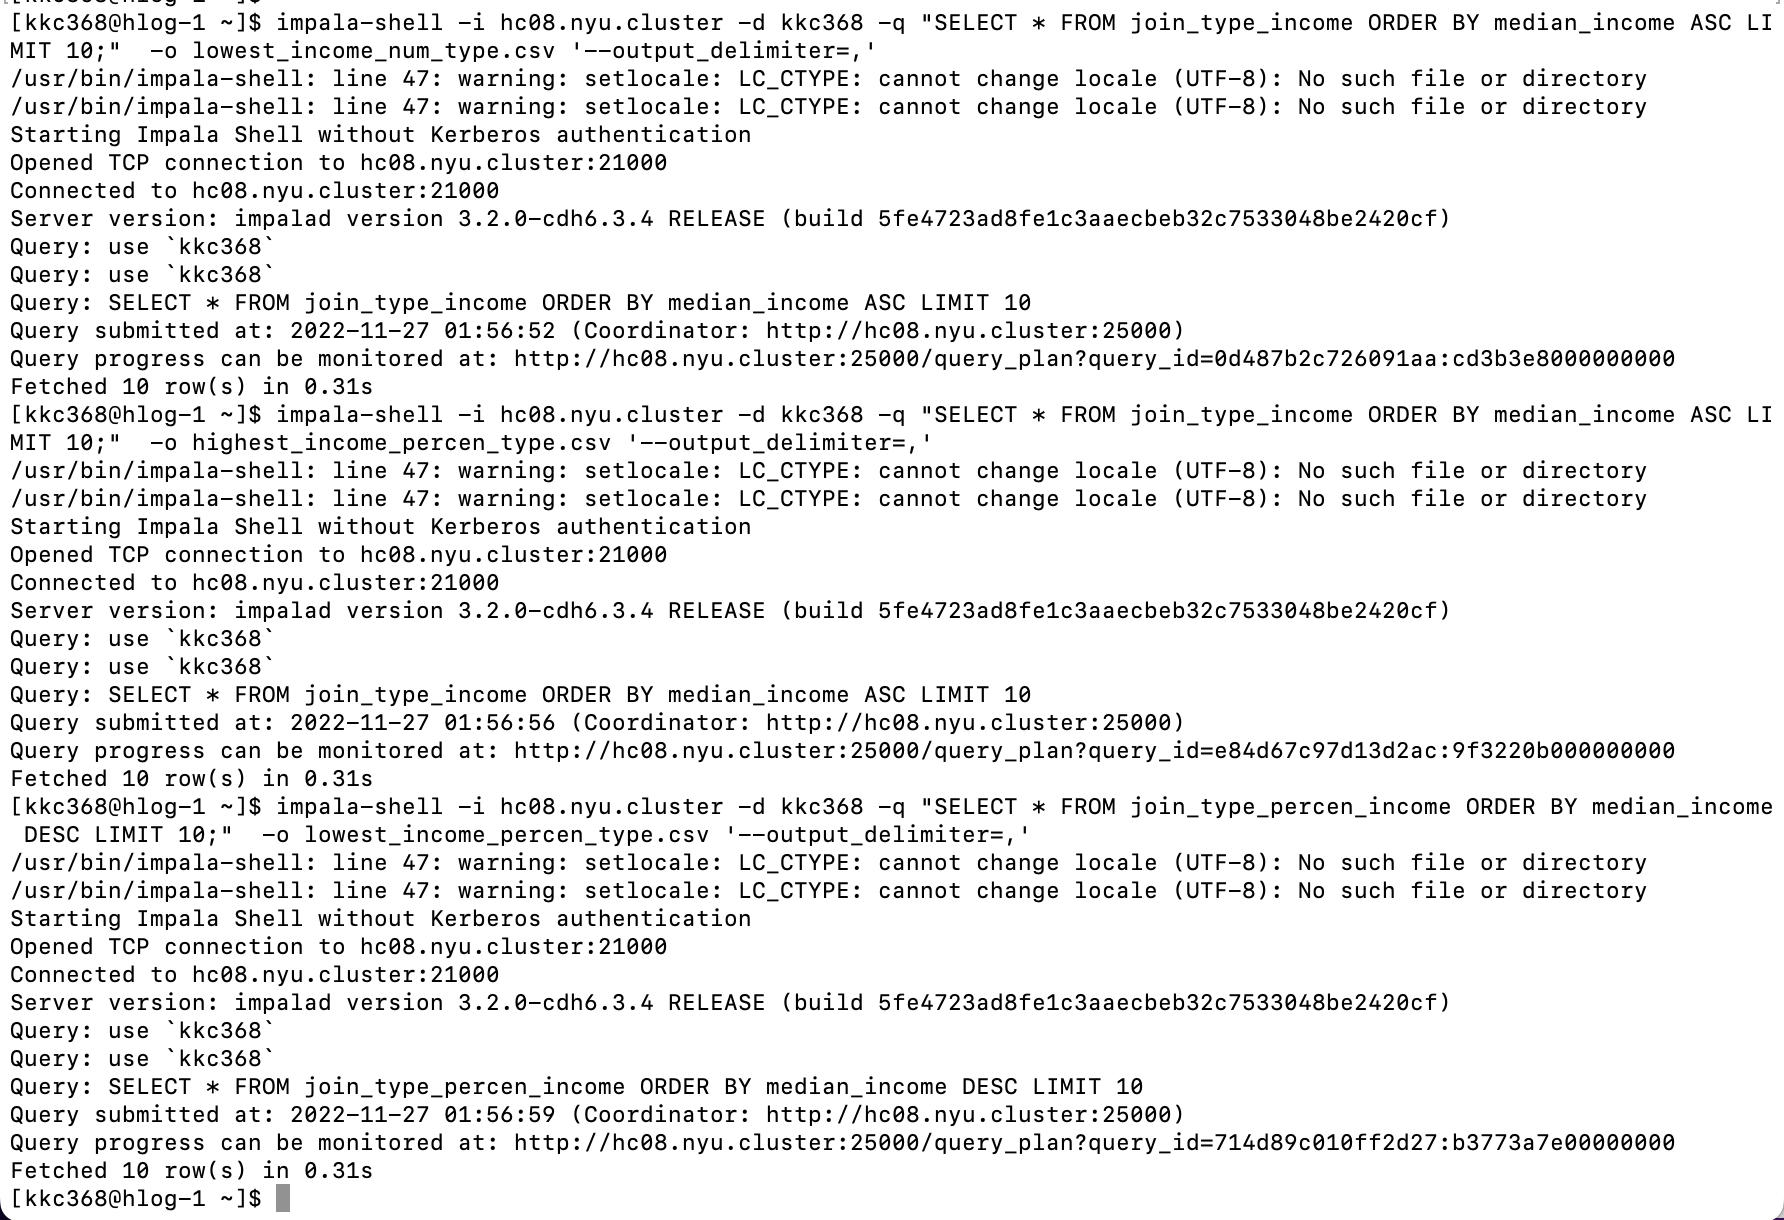 [kkc368@hlog-1 ~]$
[kkc368@hlog-1 ~]$ impala-shell -i hc08.nyu.cluster -d kkc368 -q "SELECT * FROM join_type_income ORDER BY median_income ASC LI
MIT 10;"  -o lowest_income_num_type.csv '--output_delimiter=,'
/usr/bin/impala-shell: line 47: warning: setlocale: LC_CTYPE: cannot change locale (UTF-8): No such file or directory
/usr/bin/impala-shell: line 47: warning: setlocale: LC_CTYPE: cannot change locale (UTF-8): No such file or directory
Starting Impala Shell without Kerberos authentication
Opened TCP connection to hc08.nyu.cluster:21000
Connected to hc08.nyu.cluster:21000
Server version: impalad version 3.2.0-cdh6.3.4 RELEASE (build 5fe4723ad8fe1c3aaecbeb32c7533048be2420cf)
Query: use `kkc368`
Query: use `kkc368`
Query: SELECT * FROM join_type_income ORDER BY median_income ASC LIMIT 10
Query submitted at: 2022-11-27 01:56:52 (Coordinator: http://hc08.nyu.cluster:25000)
Query progress can be monitored at: http://hc08.nyu.cluster:25000/query_plan?query_id=0d487b2c726091aa:cd3b3e8000000000
Fetched 10 row(s) in 0.31s
[kkc368@hlog-1 ~]$ impala-shell -i hc08.nyu.cluster -d kkc368 -q "SELECT * FROM join_type_income ORDER BY median_income ASC LI
MIT 10;"  -o highest_income_percen_type.csv '--output_delimiter=,'
/usr/bin/impala-shell: line 47: warning: setlocale: LC_CTYPE: cannot change locale (UTF-8): No such file or directory
/usr/bin/impala-shell: line 47: warning: setlocale: LC_CTYPE: cannot change locale (UTF-8): No such file or directory
Starting Impala Shell without Kerberos authentication
Opened TCP connection to hc08.nyu.cluster:21000
Connected to hc08.nyu.cluster:21000
Server version: impalad version 3.2.0-cdh6.3.4 RELEASE (build 5fe4723ad8fe1c3aaecbeb32c7533048be2420cf)
Query: use `kkc368`
Query: use `kkc368`
Query: SELECT * FROM join_type_income ORDER BY median_income ASC LIMIT 10
Query submitted at: 2022-11-27 01:56:56 (Coordinator: http://hc08.nyu.cluster:25000)
Query progress can be monitored at: http://hc08.nyu.cluster:25000/query_plan?query_id=e84d67c97d13d2ac:9f3220b000000000
Fetched 10 row(s) in 0.31s
[kkc368@hlog-1 ~]$ impala-shell -i hc08.nyu.cluster -d kkc368 -q "SELECT * FROM join_type_percen_income ORDER BY median_income
 DESC LIMIT 10;"  -o lowest_income_percen_type.csv '--output_delimiter=,'
/usr/bin/impala-shell: line 47: warning: setlocale: LC_CTYPE: cannot change locale (UTF-8): No such file or directory
/usr/bin/impala-shell: line 47: warning: setlocale: LC_CTYPE: cannot change locale (UTF-8): No such file or directory
Starting Impala Shell without Kerberos authentication
Opened TCP connection to hc08.nyu.cluster:21000
Connected to hc08.nyu.cluster:21000
Server version: impalad version 3.2.0-cdh6.3.4 RELEASE (build 5fe4723ad8fe1c3aaecbeb32c7533048be2420cf)
Query: use `kkc368`
Query: use `kkc368`
Query: SELECT * FROM join_type_percen_income ORDER BY median_income DESC LIMIT 10
Query submitted at: 2022-11-27 01:56:59 (Coordinator: http://hc08.nyu.cluster:25000)
Query progress can be monitored at: http://hc08.nyu.cluster:25000/query_plan?query_id=714d89c010ff2d27:b3773a7e00000000
Fetched 10 row(s) in 0.31s
[kkc368@hlog-1 ~]$